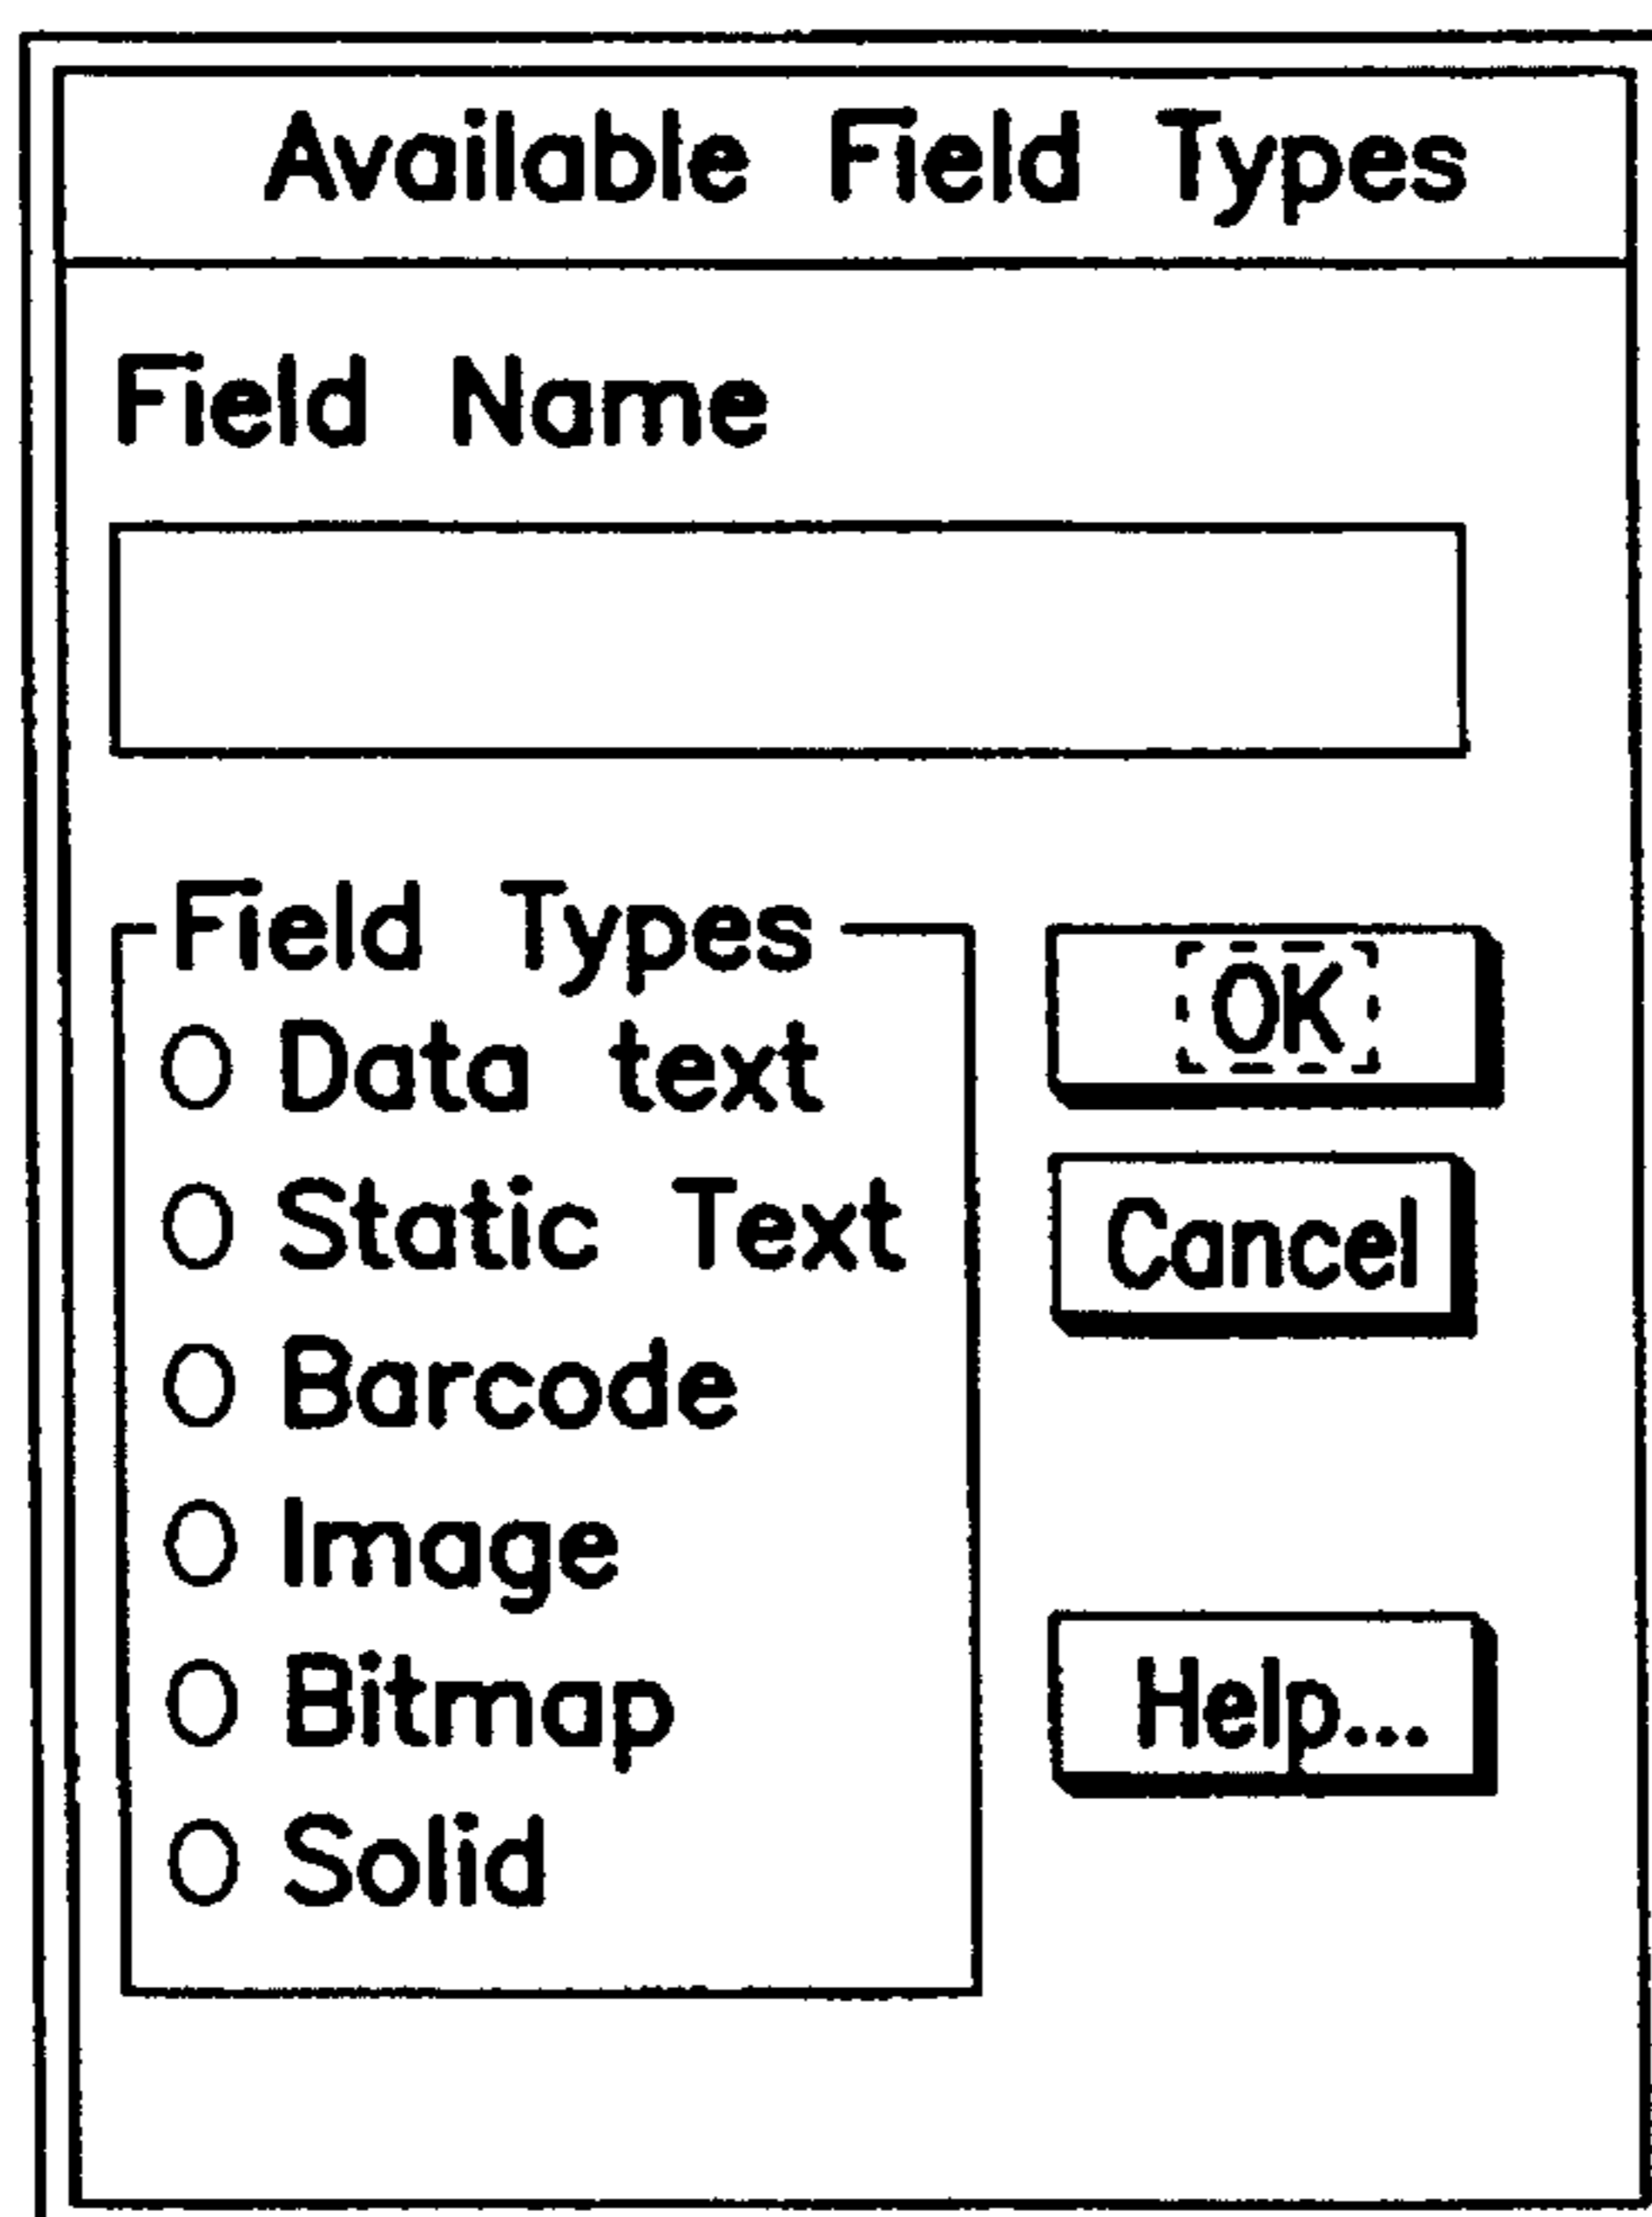 Available Field Types
Field Name
Field Types
Data text
Static Text
Barcode
Image
Bitmap
Solid
OK
Cancel
Help...